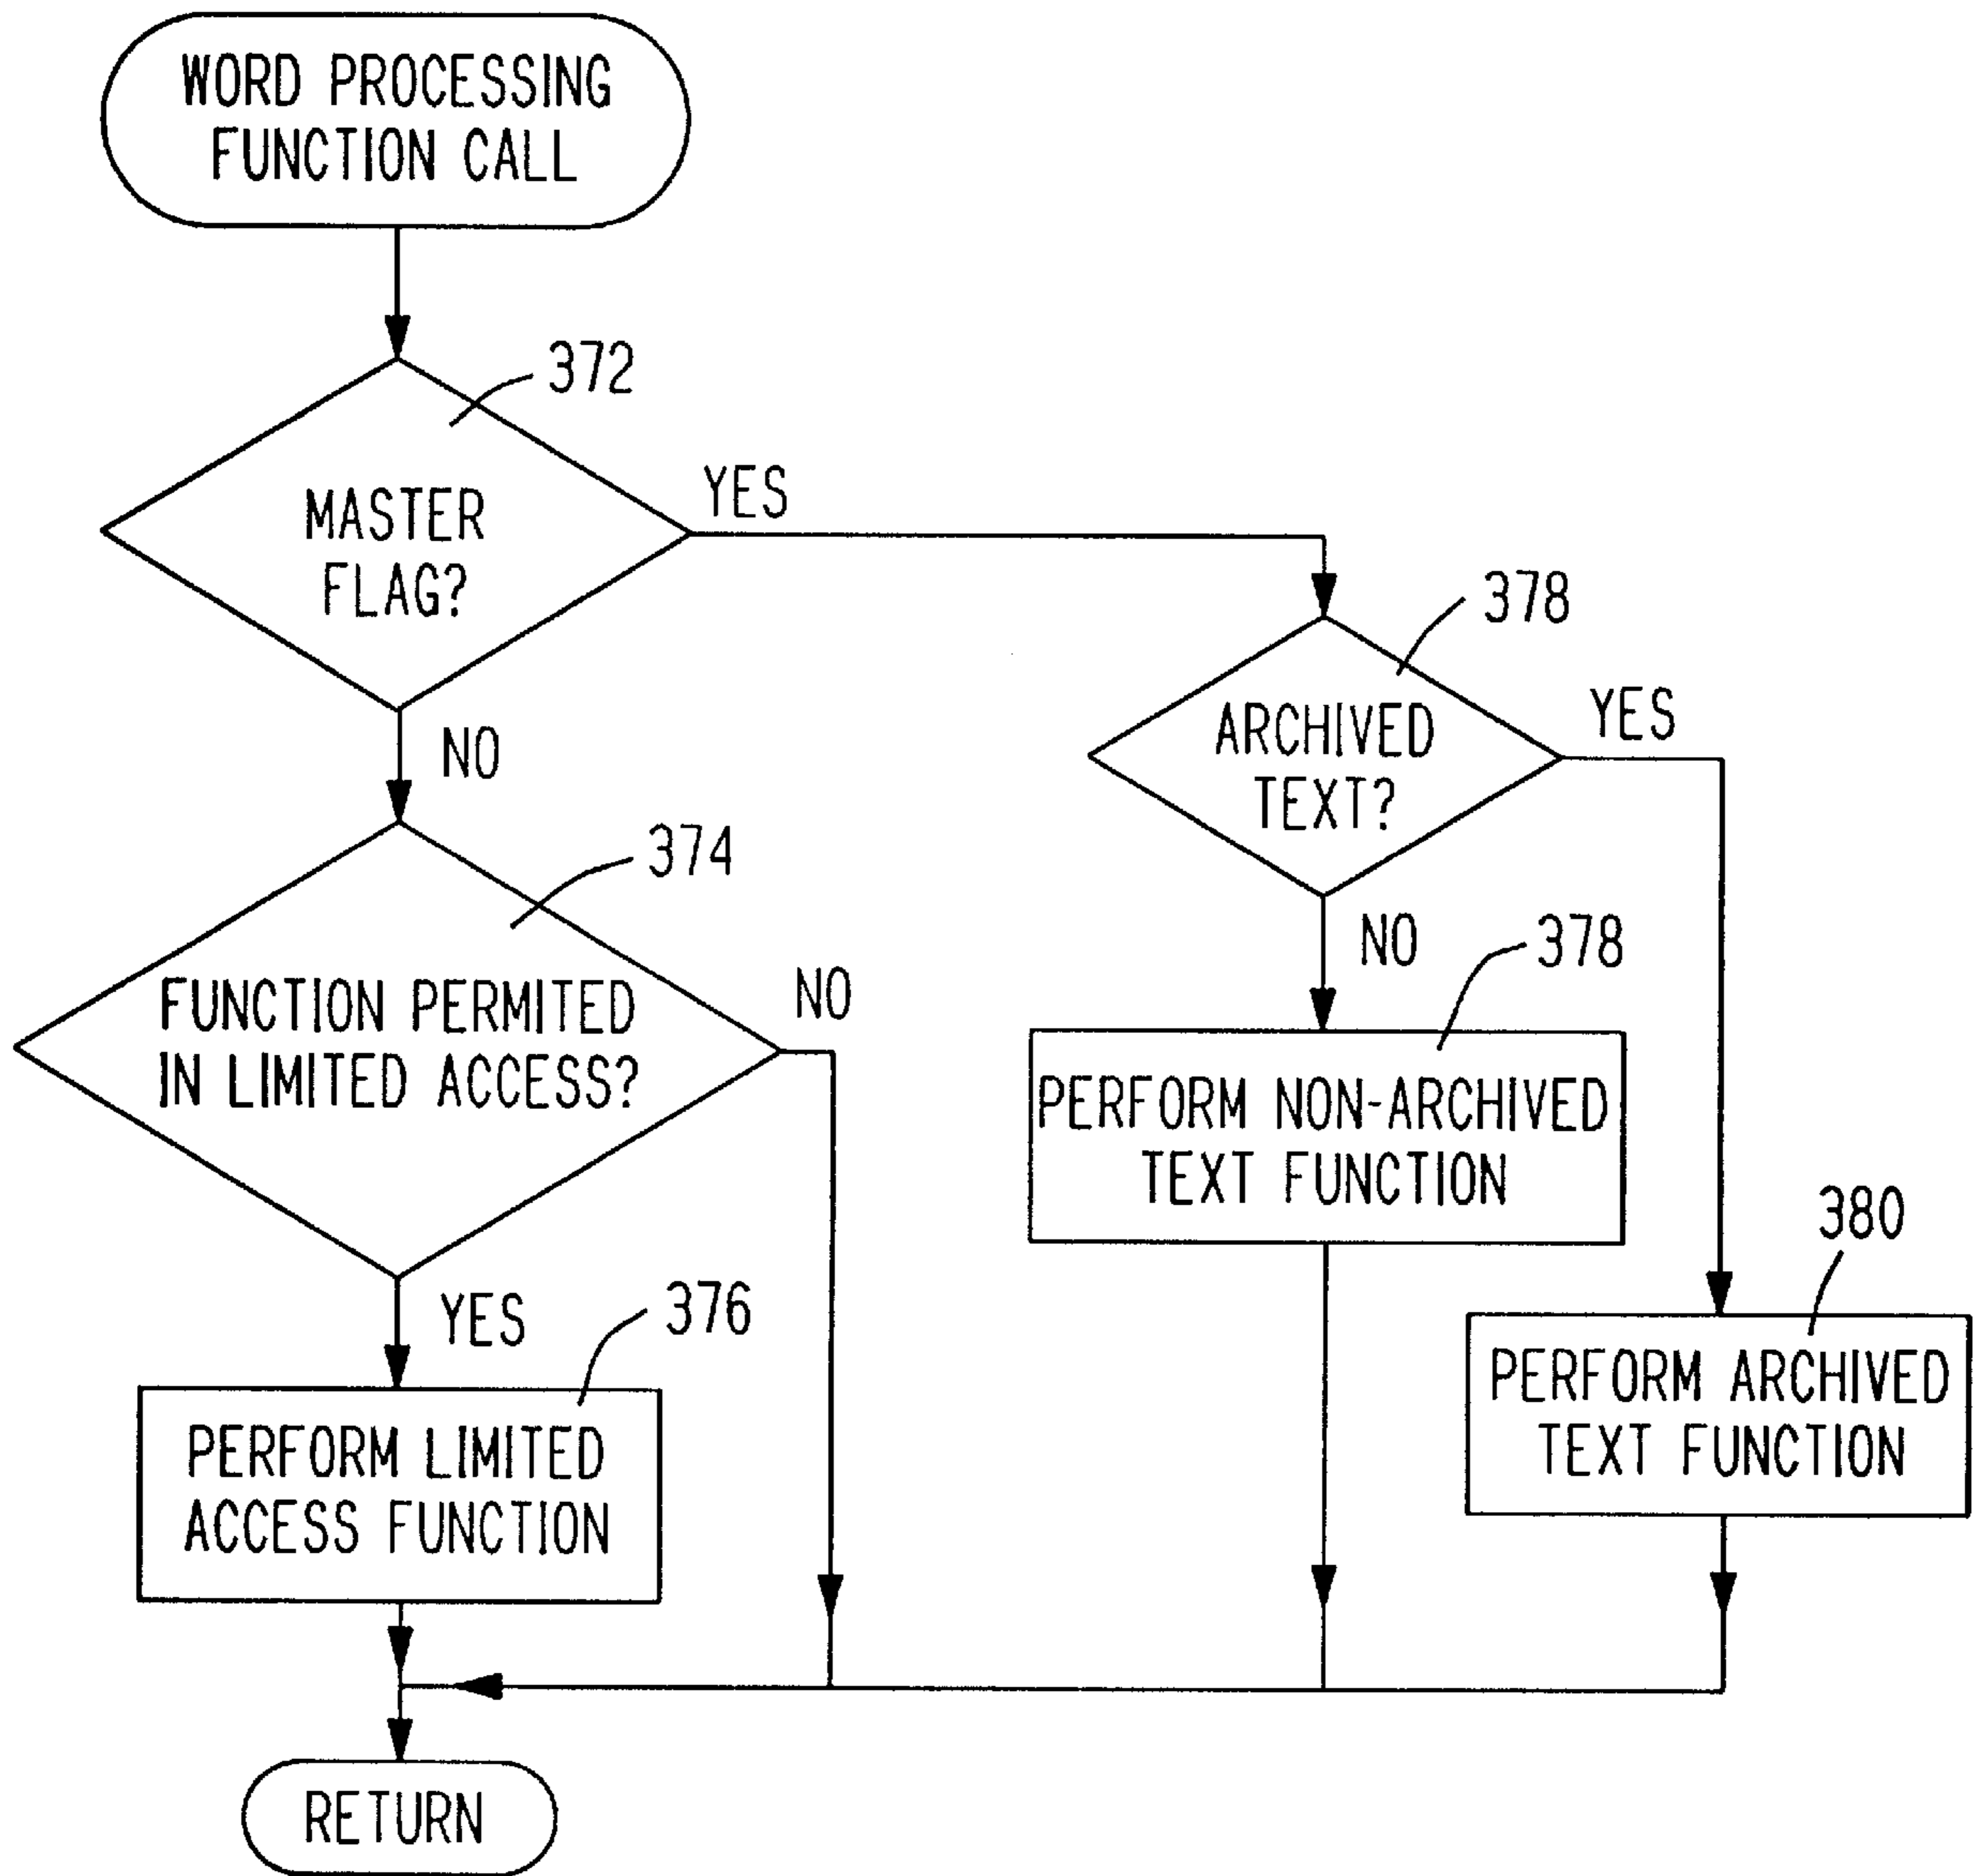 WORD PROCESSING
FUNCTION CALL
372
MASTER
FLAG?
YES
NO
378
ARCHIVED
TEXT?
YES
NO
374
FUNCTION PERMITED
IN LIMITED ACCESS?
NO
YES
378
PERFORM NON-ARCHIVED
TEXT FUNCTION
376
PERFORM LIMITED
ACCESS FUNCTION
380
PERFORM ARCHIVED
TEXT FUNCTION
RETURN